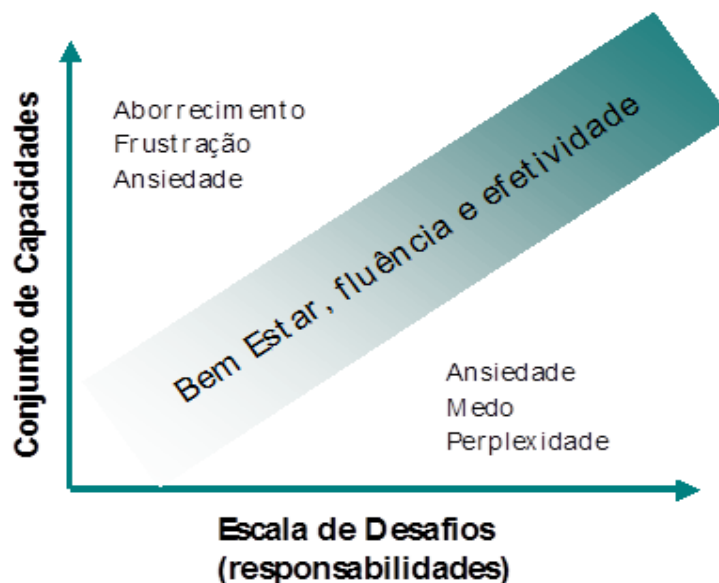 Conjunto de Capacidades
Aborrecimento
Frustração
Ansiedade
Bem Estar, fluência e efetividade
Ansiedade
Medo
Perplexidade
Escala de Desafios
(responsabilidades)